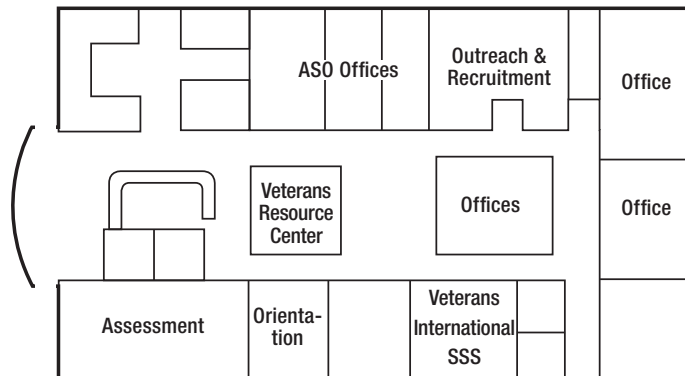 ASO Offices
Outreach &
Recruitment
Office
Veterans
Resource
Center
Offices
Office
Assessment
Orienta-
tion
Veterans
International
SSS